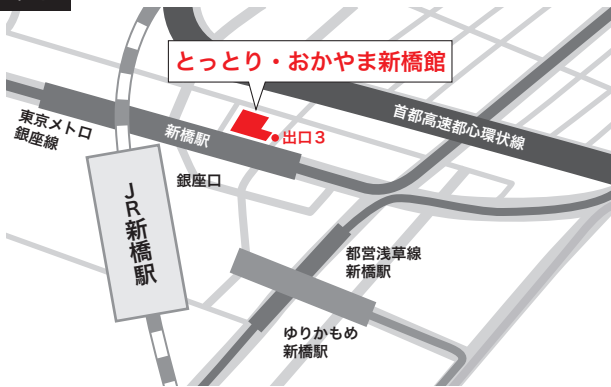 とっとり・おかやま新橋館
首都高速都心環状線
東京メトロ
銀座線
新橋駅
出口3
銀座口
JR新橋駅
都営浅草線
新橋駅
ゆりかもめ
新橋駅